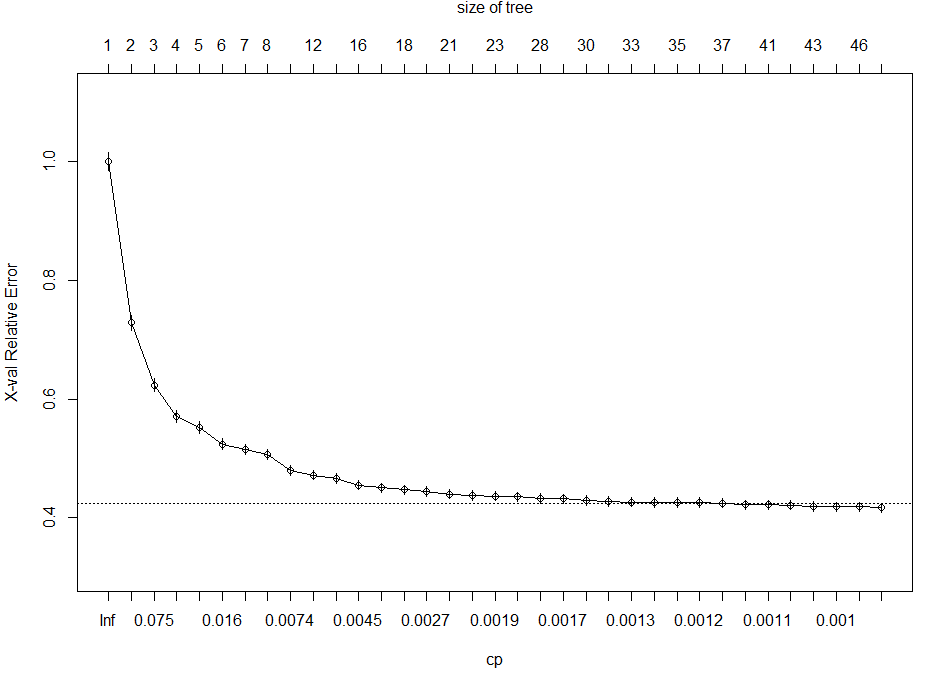 size of tree
1 2 3 4 5 6 7 8 12 16 18 21 23 28 30 33 35 37 41 43 46
1.0
0.8
0.6
0.4
X-val Relative Error
Inf 0.075 0.016 0.0074 0.0045 0.0027 0.0019 0.0017 0.0013 0.0012 0.0011 0.001
cp